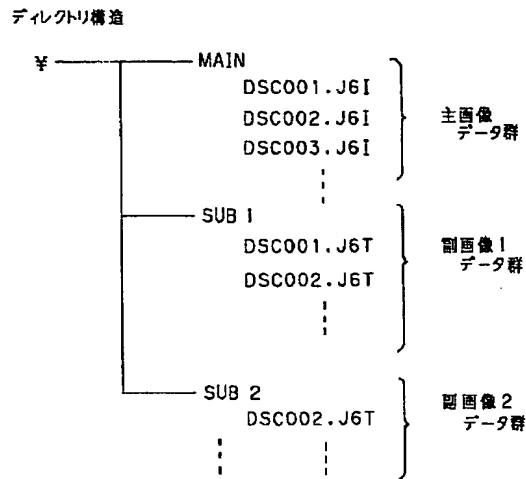 ディレクトリ構造
¥
MAIN
DSC001.J6I
DSC002.J6I
DSC003.J6I
主画像
データ群
SUB 1
DSC001.J6T
DSC002.J6T
副画像1
データ群
SUB 2
DSC002.J6T
副画像2
データ群